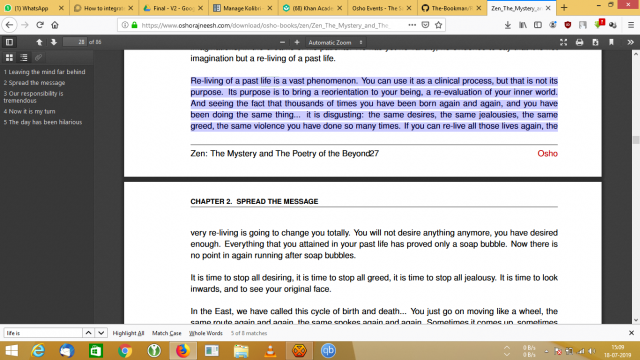 WhatsApp
How to integrat
Final - V2 - Goo
Manage Kolibri
(68) Khan Acade
Osho Events - The S
The-Bookman/R
Zen_The_Mystery_and_
https://www.oshorajneesh.com/download/osho-books/zen/Zen_The_Mystery_and_The
Search
28 of 86
Automatic Zoom
1 Leaving the mind far behind
2 Spread the message
3 Our responsibility is
tremendous
4 Now it is my turn
5 The day has been hilarious
imagination but a re-living of a past life.
Re-living of a past life is a vast phenomenon. You can use it as a clinical process, but that is not its
purpose. Its purpose is to bring a reorientation to your being, a re-evaluation of your inner world.
And seeing the fact that thousands of times you have been born again and again, and you have
been doing the same thing... it is disgusting: the same desires, the same jealousies, the same
greed, the same violence you have done so many times. If you can re-live all those lives again, the
Zen: The Mystery and The Poetry of the Beyond27 Osho
CHAPTER 2. SPREAD THE MESSAGE
very re-living is going to change you totally. You will not desire anything anymore, you have desired
enough. Everything that you attained in your past life has proved only a soap bubble. Now there is
no point in again running after soap bubbles.
It is time to stop all desiring, it is time to stop all greed, it is time to stop all jealousy. It is time to look
inwards, and to see your original face.
In the East, we have called this cycle of birth and death... You just go on moving like a wheel, the
same route again and again, the same spokes again and again. Sometimes it comes up, sometimes
life is
Highlight All Match Case Whole Words 5 of 8 matches
qb
0 B/s
0 B/s
15:09
10-07-2019